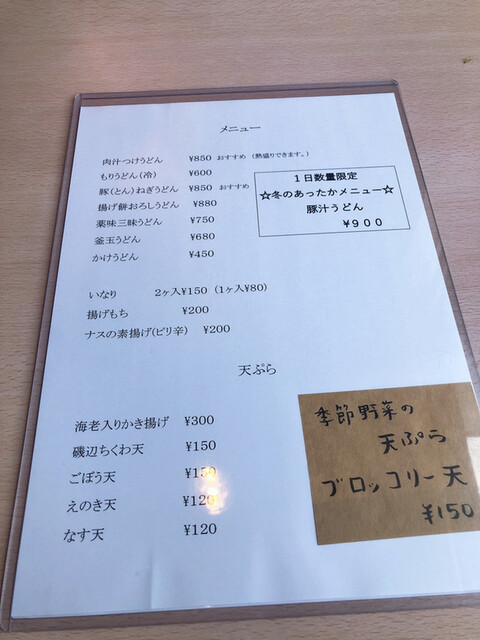 メニュー
肉汁つけうどん ¥850 おすすめ (熱盛りできます。)
もりうどん(冷) ¥600
豚(とん)ねぎうどん ¥850 おすすめ
揚げ餅おろしうどん ¥880
薬味三昧うどん ¥750
釜玉うどん ¥680
かけうどん ¥450
1日数量限定
☆冬のあったかメニュー☆
豚汁うどん
¥900
いなり 2ヶ入¥150 (1ヶ入¥80)
揚げもち ¥200
ナスの素揚げ(ピリ辛) ¥200
天ぷら
海老入りかき揚げ ¥300
磯辺ちくわ天 ¥150
ごぼう天 ¥150
えのき天 ¥120
なす天 ¥120
季節野菜の
天ぷら
ブロッコリー天
¥150